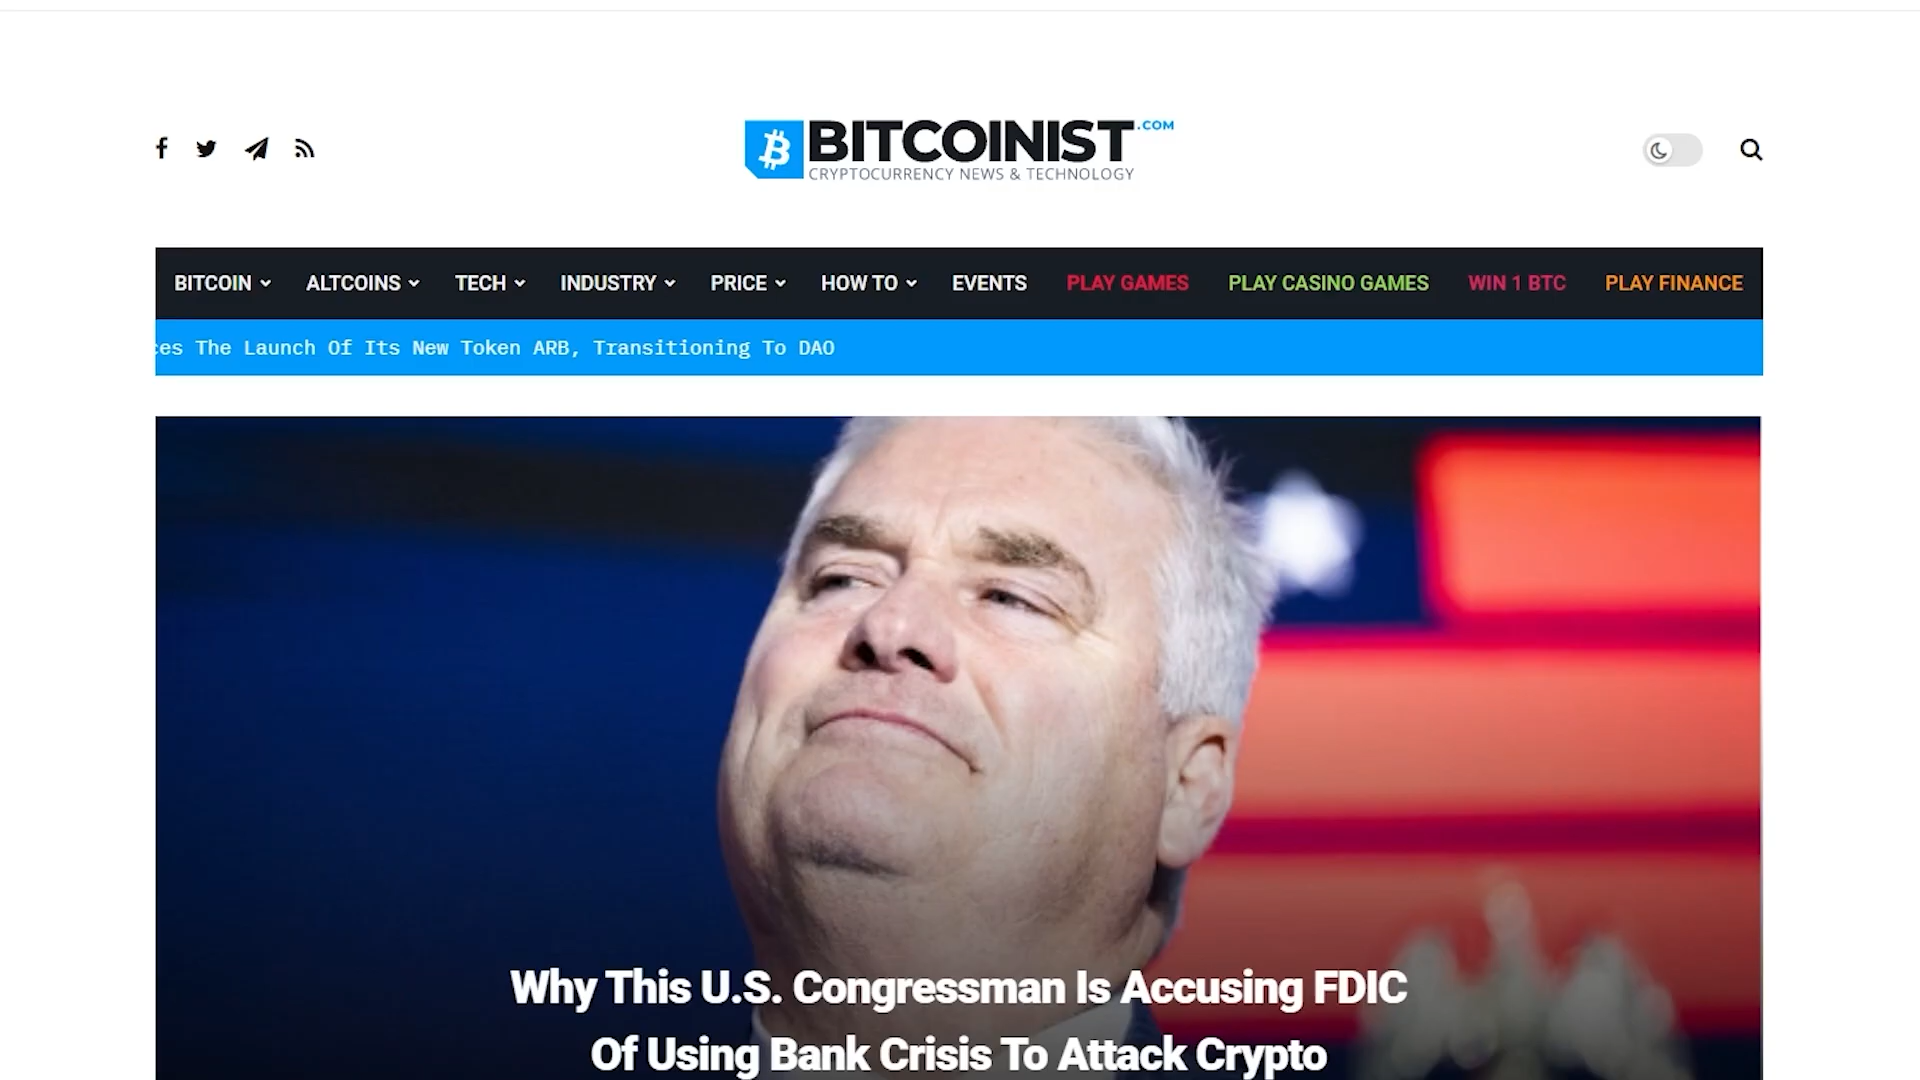 BITCOINIST.COM
CRYPTOCURRENCY NEWS & TECHNOLOGY
BITCOIN ALTCOINS TECH INDUSTRY PRICE HOW TO EVENTS PLAY GAMES PLAY CASINO GAMES WIN 1 BTC PLAY FINANCE
ces The Launch Of Its New Token ARB, Transitioning To DAO
Why This U.S. Congressman Is Accusing FDIC
Of Using Bank Crisis To Attack Crypto